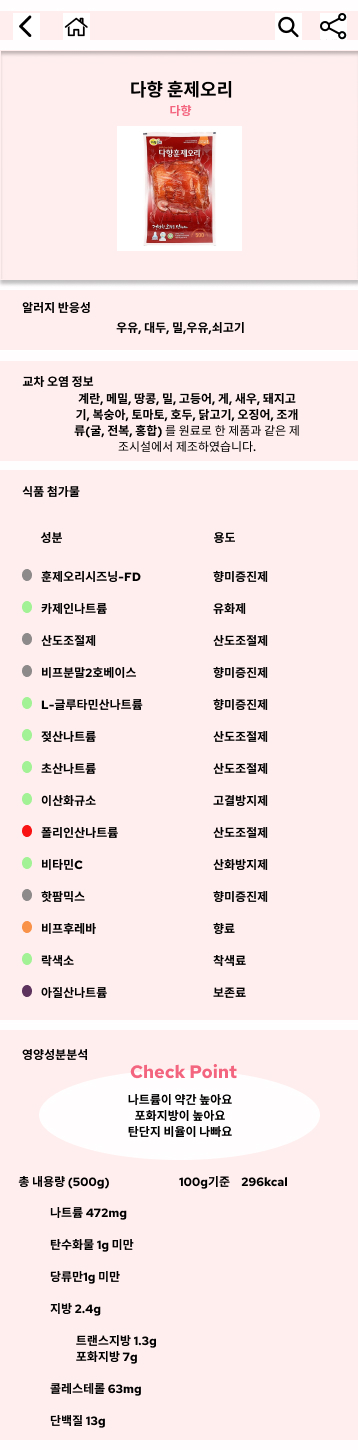 다향 훈제오리
다향
다향훈제오리
알러지 반응성
우유, 대두, 밀,우유,쇠고기
교차 오염 정보
계란, 메밀, 땅콩, 밀, 고등어, 게, 새우, 돼지고
기, 복숭아, 토마토, 호두, 닭고기, 오징어, 조개
류(굴, 전복, 홍합) 를 원료로 한 제품과 같은 제
조시설에서 제조하였습니다.
식품 첨가물
성분 용도
훈제오리시즈닝-FD 향미증진제
카제인나트륨 유화제
산도조절제 산도조절제
비프분말2호베이스 향미증진제
L-글루타민산나트륨 향미증진제
젖산나트륨 산도조절제
초산나트륨 산도조절제
이산화규소 고결방지제
폴리인산나트륨 산도조절제
비타민C 산화방지제
핫팜믹스 향미증진제
비프후레바 향료
락색소 착색료
아질산나트륨 보존료
영양성분분석
Check Point
나트륨이 약간 높아요
포화지방이 높아요
탄단지 비율이 나빠요
총 내용량 (500g) 100g기준 296kcal
나트륨 472mg
탄수화물 1g 미만
당류만1g 미만
지방 2.4g
트랜스지방 1.3g
포화지방 7g
콜레스테롤 63mg
단백질 13g